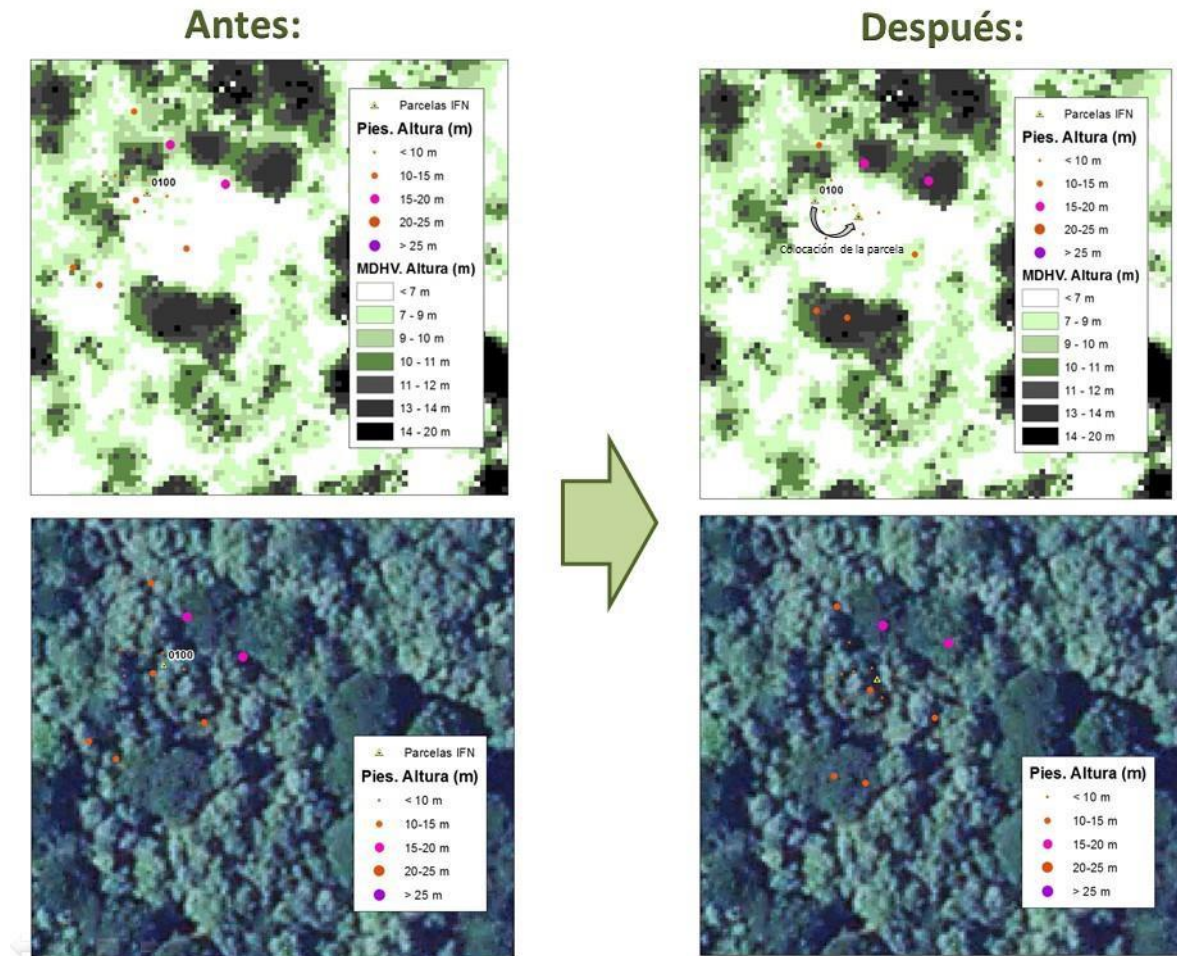 Antes:
Después:
Parcelas IFN
Pies. Altura (m)
< 10 m
10-15 m
15-20 m
20-25 m
> 25 m
MDHV. Altura (m)
< 7 m
7 - 9 m
9 - 10 m
10 - 11 m
11 - 12 m
13 - 14 m
14 - 20 m
0100
Parcelas IFN
Pies. Altura (m)
< 10 m
10-15 m
15-20 m
20-25 m
> 25 m
MDHV. Altura (m)
< 7 m
7 - 9 m
9 - 10 m
10 - 11 m
11 - 12 m
13 - 14 m
14 - 20 m
0100
Colocación de la parcela
0100
Parcelas IFN
Pies. Altura (m)
< 10 m
10-15 m
15-20 m
20-25 m
> 25 m
Pies. Altura (m)
< 10 m
10-15 m
15-20 m
20-25 m
> 25 m